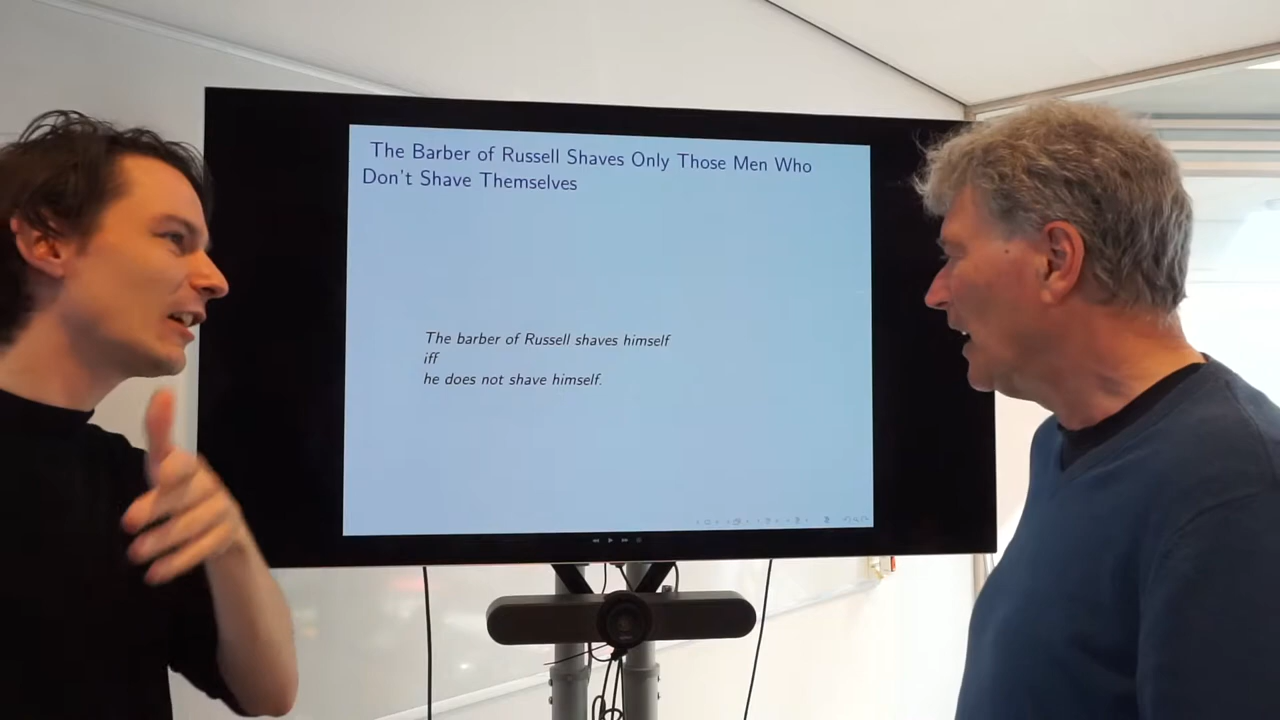 The Barber of Russell Shaves Only Those Men Who
Don't Shave Themselves
The barber of Russell shaves himself
iff
he does not shave himself.